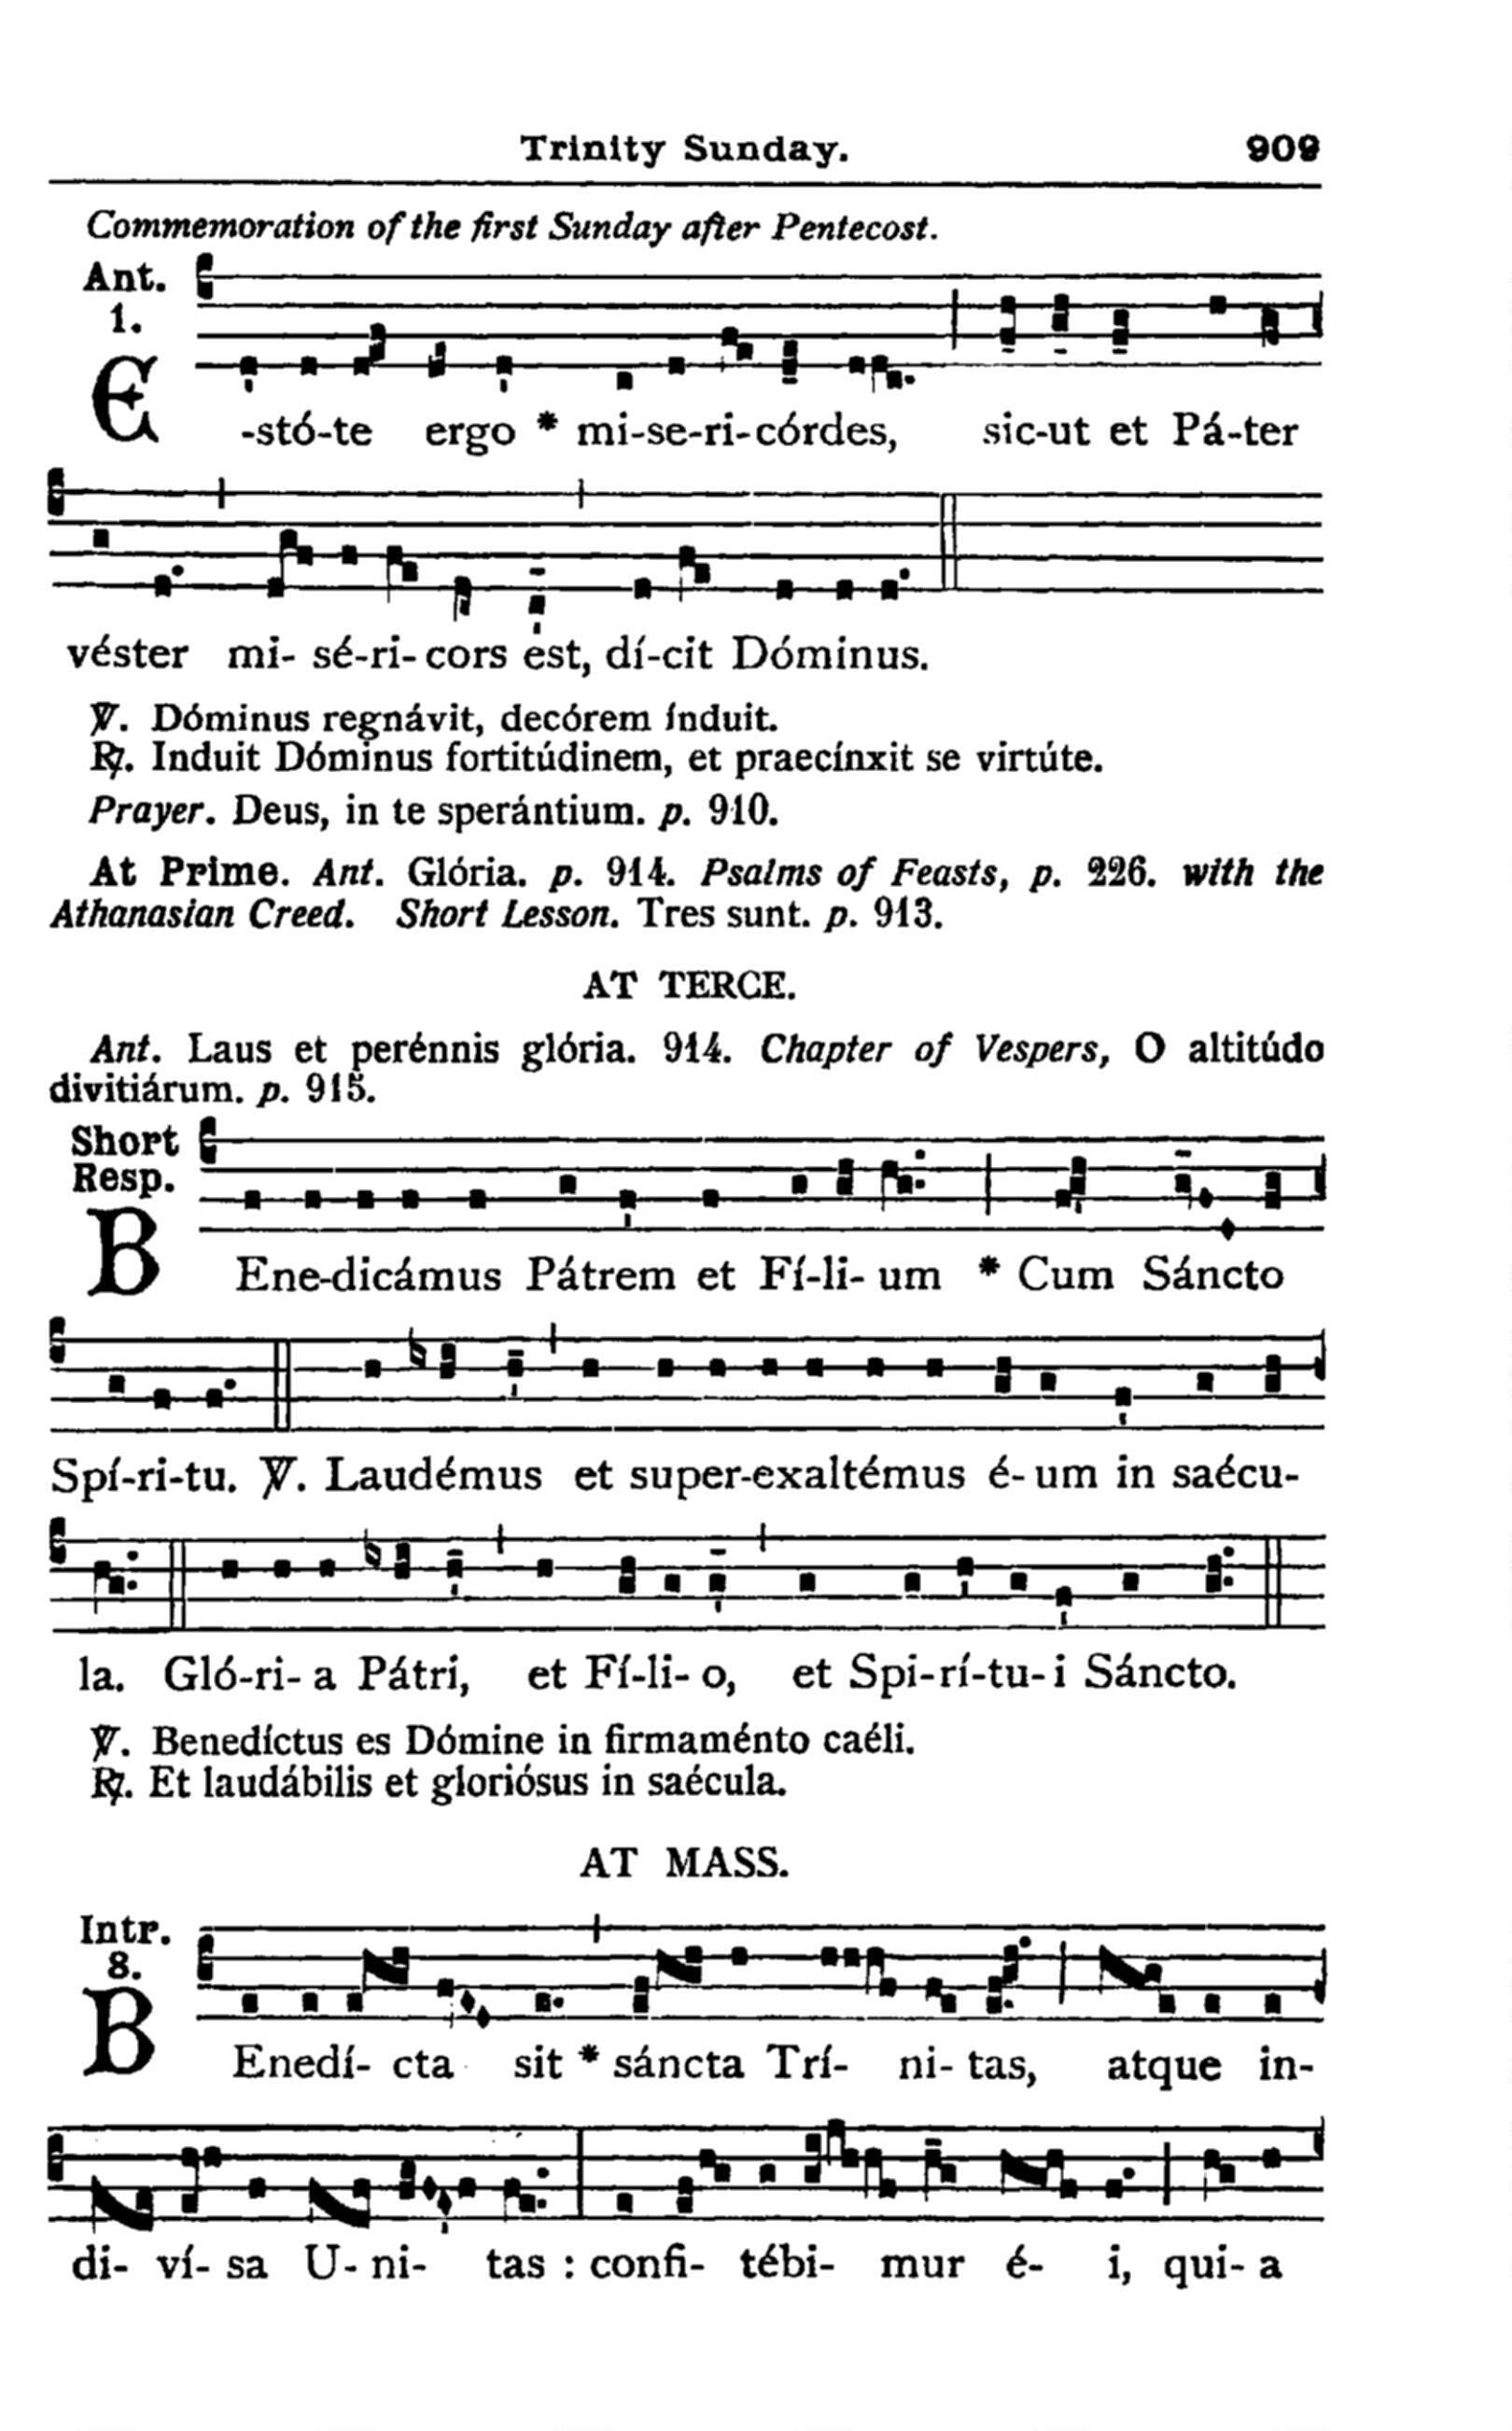 Trinity Sunday. 909
Commemoration of the first Sunday after Pentecost.
Ant.
1.
E -stó-te ergo * mi-se-ri-córdes, sic-ut et Pá-ter
véster mi- sé-ri-cors est, dí-cit Dóminus.
℣. Dóminus regnávit, decórem índuit.
℟. Induit Dóminus fortitúdinem, et praecínxit se virtúte.
Prayer. Deus, in te sperántium. p. 910.
At Prime. Ant. Glória. p. 914. Psalms of Feasts, p. 226. with the
Athanasian Creed. Short Lesson. Tres sunt. p. 913.
AT TERCE.
Ant. Laus et perénnis glória. 914. Chapter of Vespers, O altitúdo
divitiárum. p. 915.
Short
Resp.
B Ene-dicámus Pátrem et Fí-li- um * Cum Sáncto
Spí-ri-tu. ℣. Laudémus et super-exaltémus é-um in saécu-
la. Gló-ri- a Pátri, et Fí-li- o, et Spi-rí-tu- i Sáncto.
℣. Benedíctus es Dómine in firmaménto caéli.
℟. Et laudábilis et gloriósus in saécula.
AT MASS.
Intr.
8.
B Enedí- cta sit * sáncta Trí- ni- tas, atque in-
di- ví- sa U- ni- tas : confi- tébi- mur é- i, qui- a